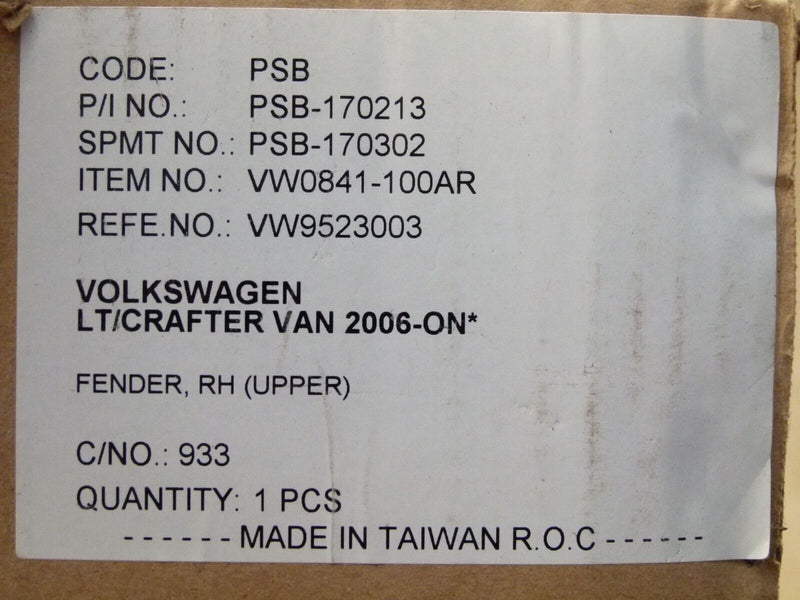 CODE: PSB
P/I NO.: PSB-170213
SPMT NO.: PSB-170302
ITEM NO.: VW0841-100AR
REFE.NO.: VW9523003
VOLKSWAGEN
LT/CRAFTER VAN 2006-ON*
FENDER, RH (UPPER)
C/NO.: 933
QUANTITY: 1 PCS
------MADE IN TAIWAN R.O.C------